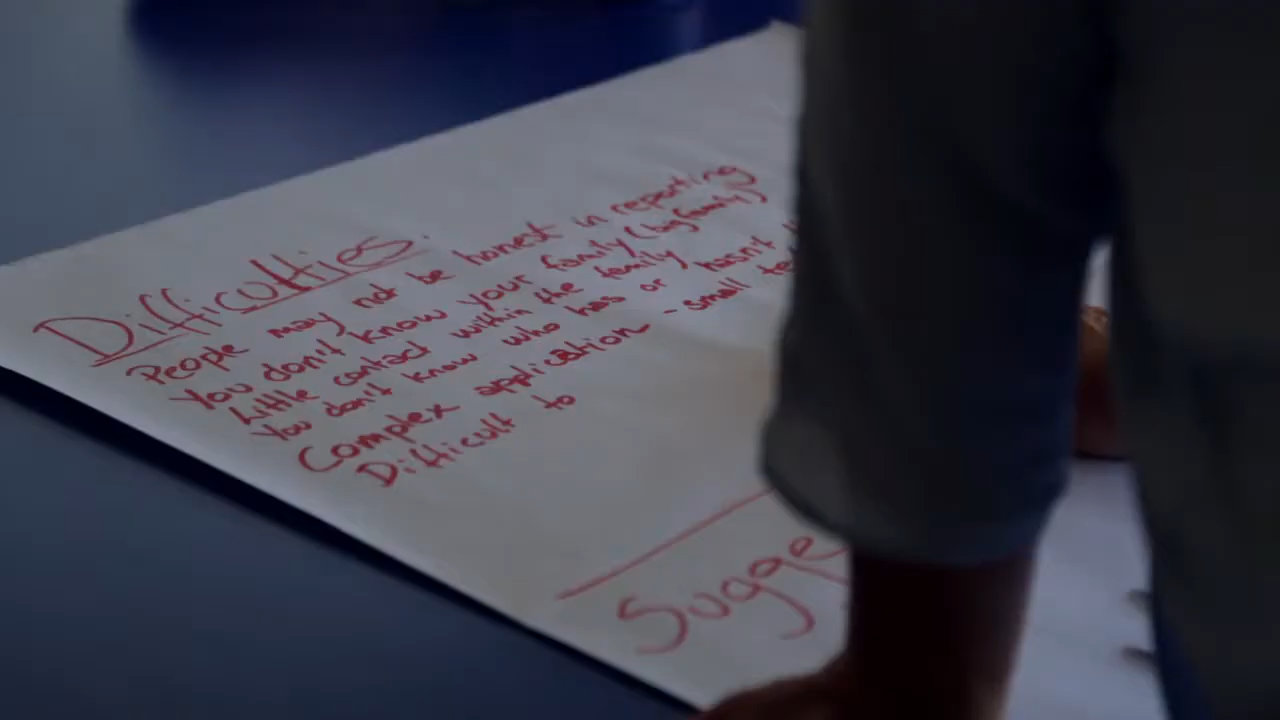 Difficulties.
People may not be honest in reporting
You don't know your family (big family)
Little contact within the family
You don't know who has or hasn't
Complex application - small
Difficult to
Sugge